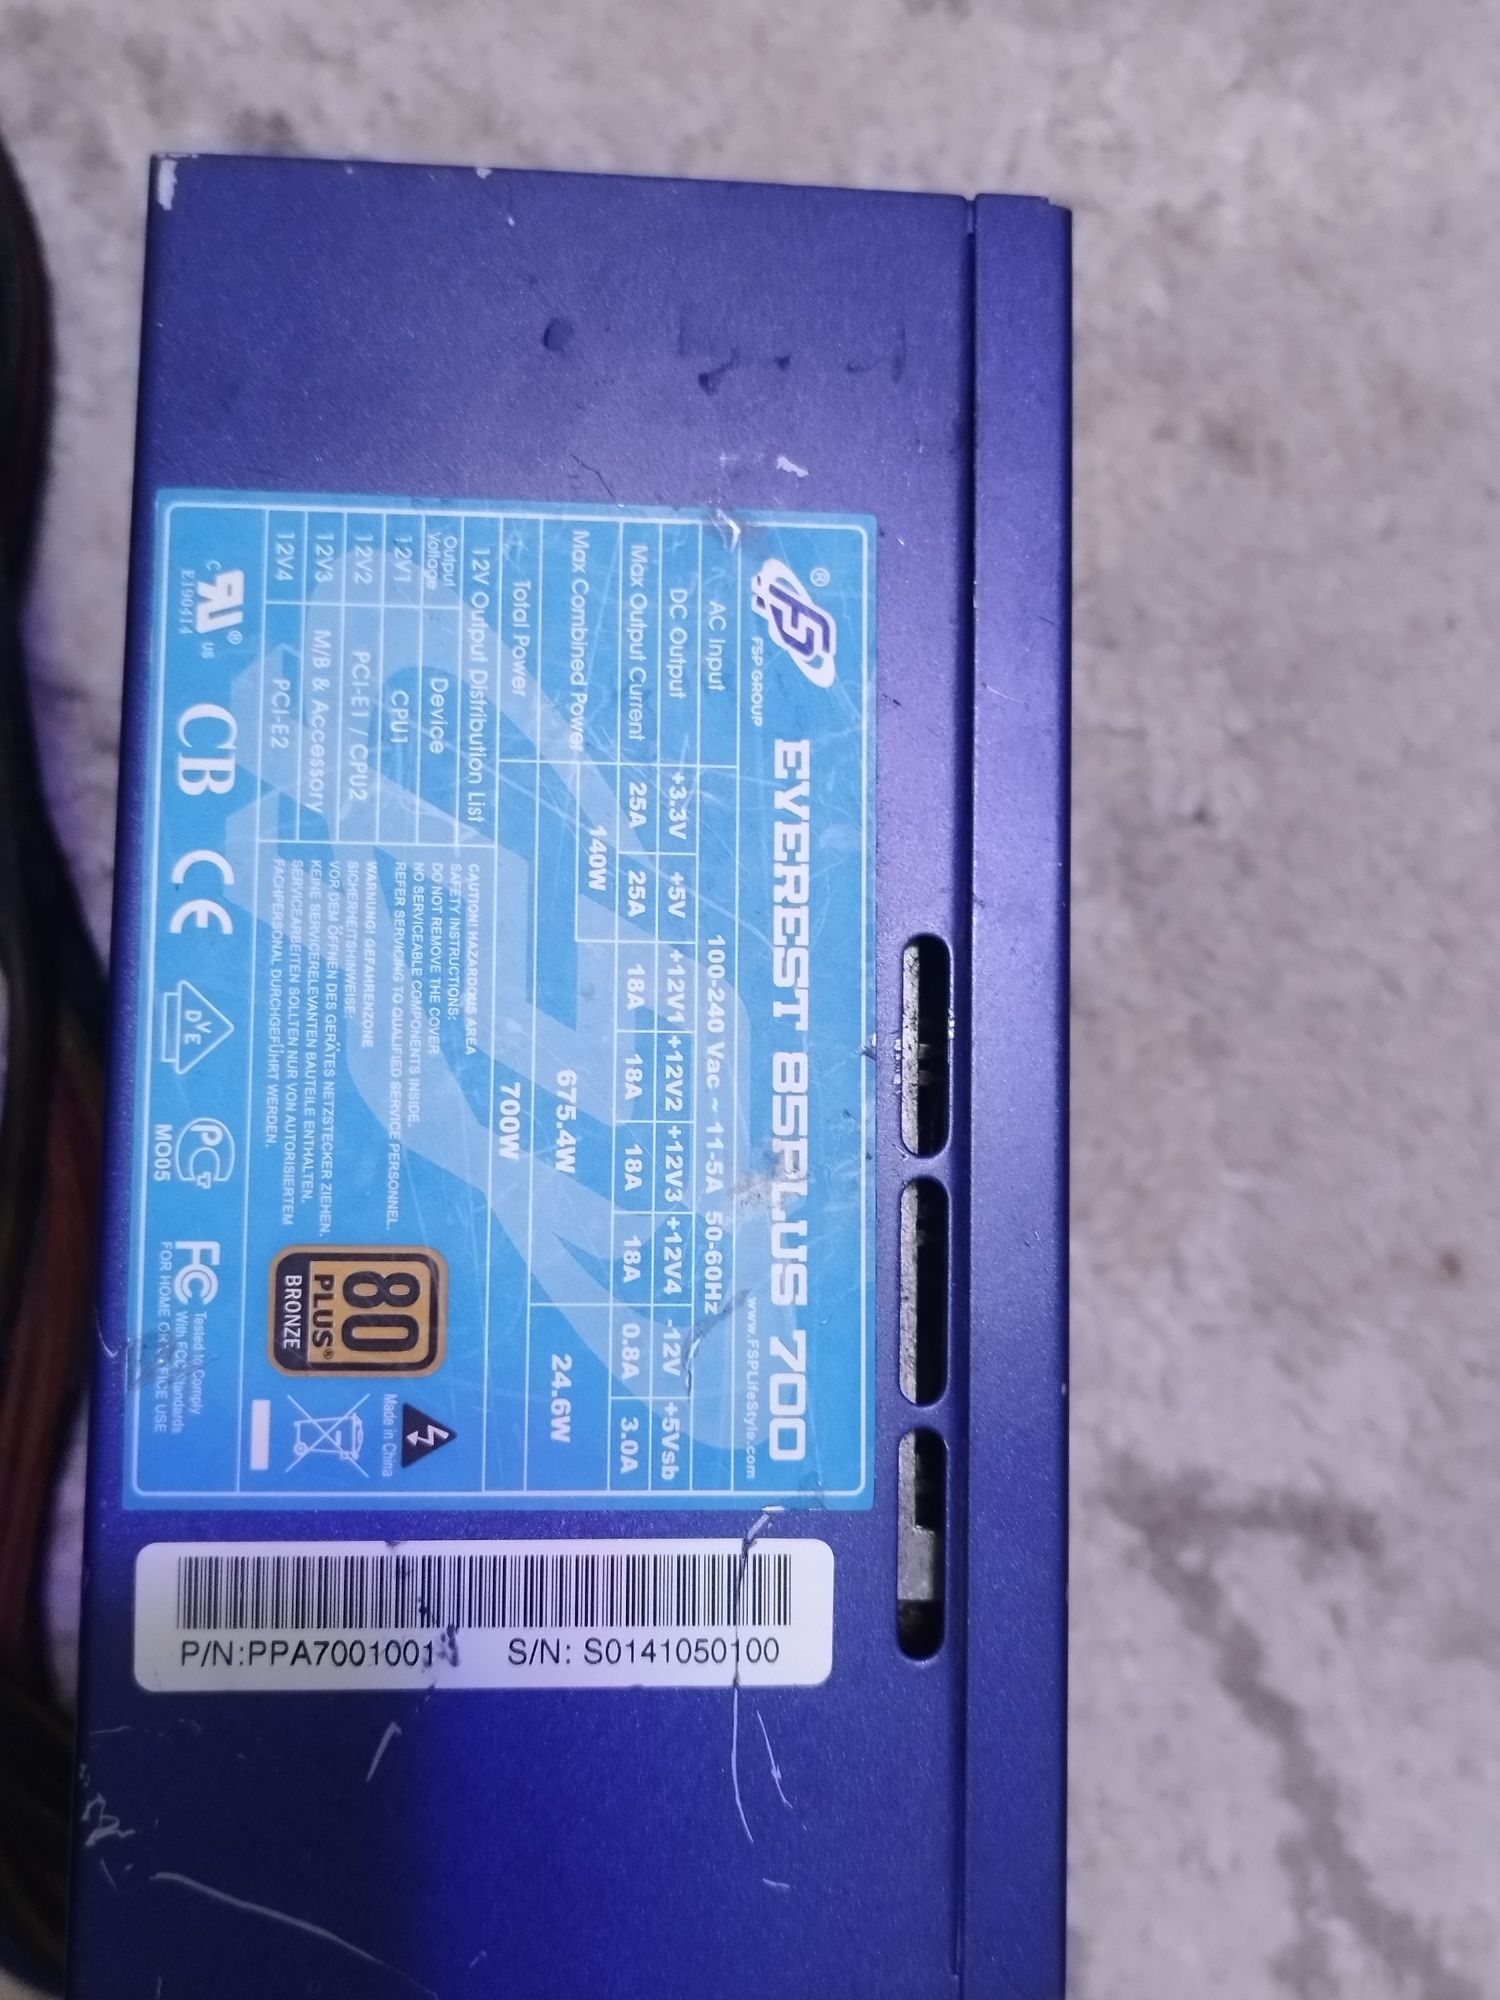 FSP GROUP
EVEREST 85PLUS 700
www.FSPLifeStyle.com
AC Input 100-240 Vac ~ 11-5A 50-60Hz
DC Output +3.3V +5V +12V1 +12V2 +12V3 +12V4 -12V +5Vsb
Max Output Current 25A 25A 18A 18A 18A 18A 0.8A 3.0A
Max Combined Power 140W
675.4W 24.6W
Total Power 700W
12V Output Distribution List
Output Voltage Device
12V1 CPU1
12V2 PCI-E1 / CPU2
12V3 M/B & Accessory
12V4 PCI-E2
CAUTION! HAZARDOUS AREA
SAFETY INSTRUCTIONS:
DO NOT REMOVE THE COVER
NO SERVICEABLE COMPONENTS INSIDE.
REFER SERVICING TO QUALIFIED SERVICE PERSONNEL.
WARNUNG! GEFAHRENZONE
SICHERHEITSHINWEISE:
VOR DEM ÖFFNEN DES GERÄTES NETZSTECKER ZIEHEN.
KEINE SERVICERELEVANTEN BAUTEILE ENTHALTEN.
SERVICEARBEITEN SOLLTEN NUR VON AUTORISIERTEM
FACHPERSONAL DURCHGEFÜHRT WERDEN.
80 PLUS® BRONZE
Made in China
c RU® US
E190414
CB CE DVE PC MO05
FC Tested to Comply
With FCC Standards
FOR HOME OR OFFICE USE
P/N:PPA7001001 S/N: S0141050100